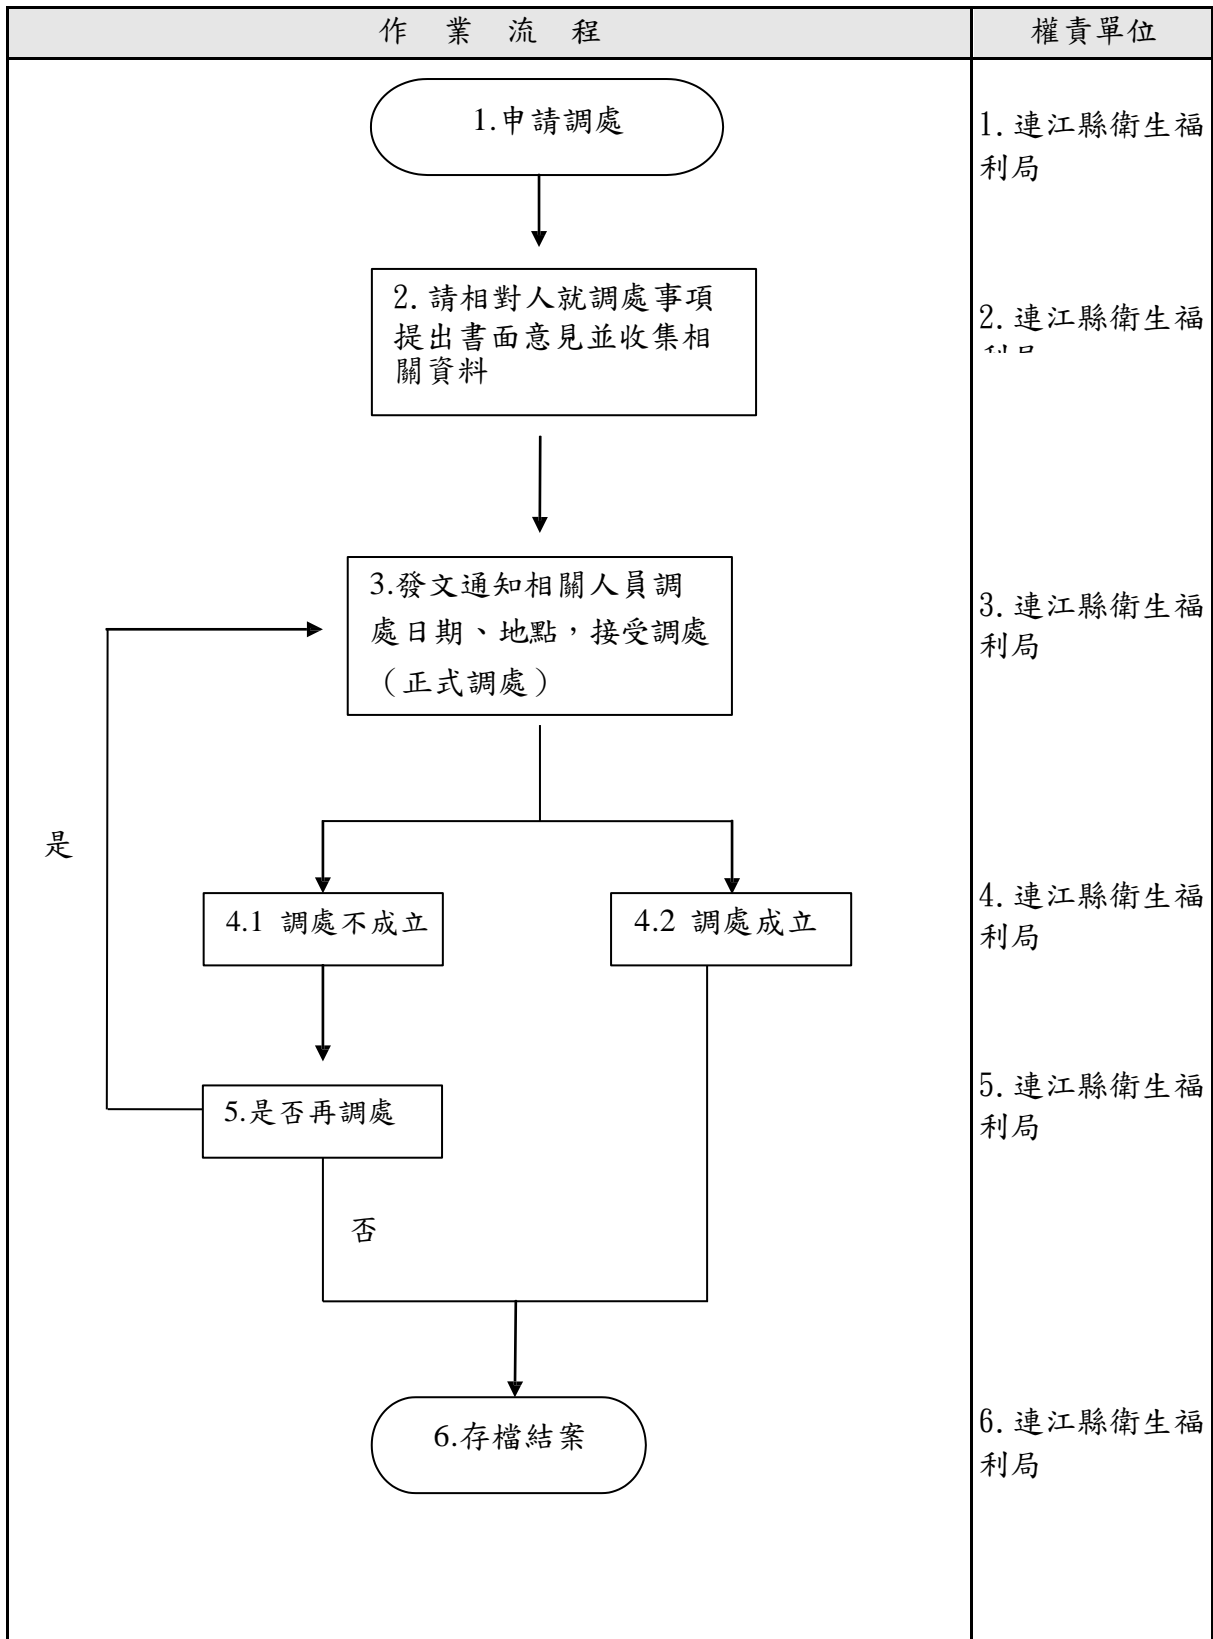 作 業 流 程
權責單位
1.申請調處
1.連江縣衛生福
利局
2.請相對人就調處事項
提出書面意見並收集相
關資料
2.連江縣衛生福
3.發文通知相關人員調
處日期、地點，接受調處
（正式調處）
3.連江縣衛生福
利局
是
4.1 調處不成立
4.2 調處成立
4.連江縣衛生福
利局
5.是否再調處
5.連江縣衛生福
利局
否
6.存檔結案
6.連江縣衛生福
利局